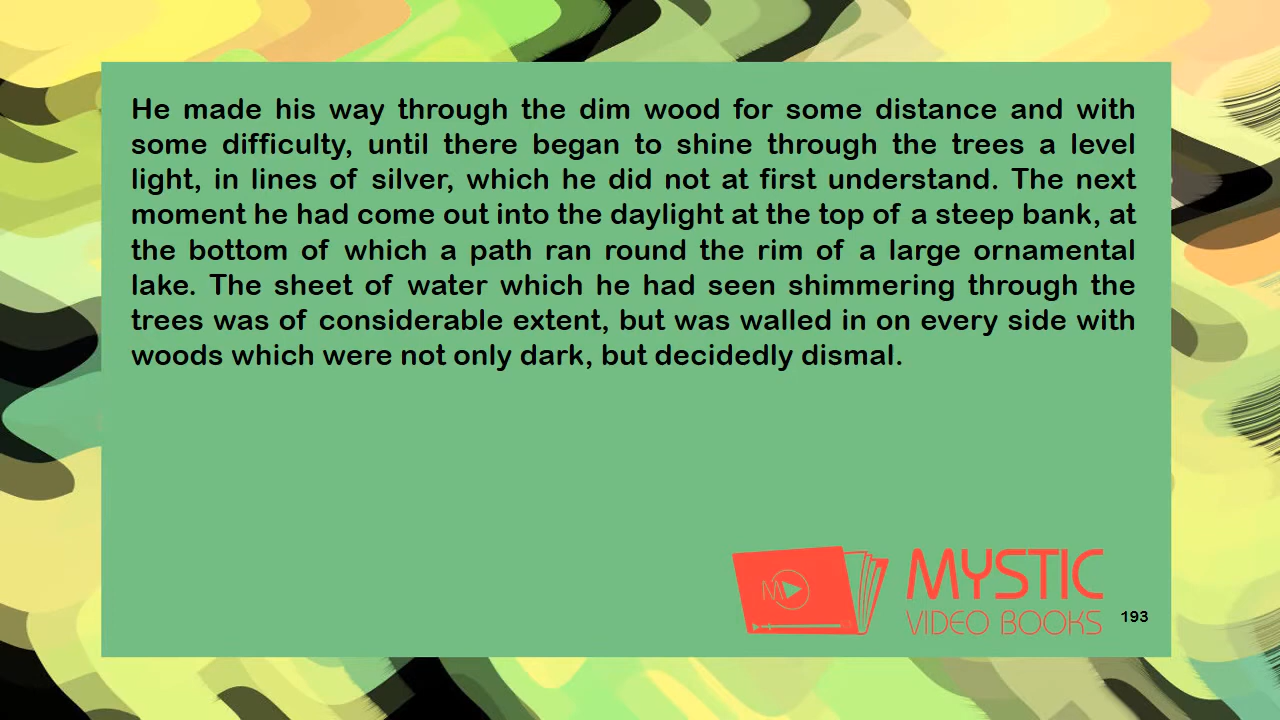 He made his way through the dim wood for some distance and with
some difficulty, until there began to shine through the trees a level
light, in lines of silver, which he did not at first understand. The next
moment he had come out into the daylight at the top of a steep bank, at
the bottom of which a path ran round the rim of a large ornamental
lake. The sheet of water which he had seen shimmering through the
trees was of considerable extent, but was walled in on every side with
woods which were not only dark, but decidedly dismal.
M
MYSTIC
VIDEO BOOKS
193